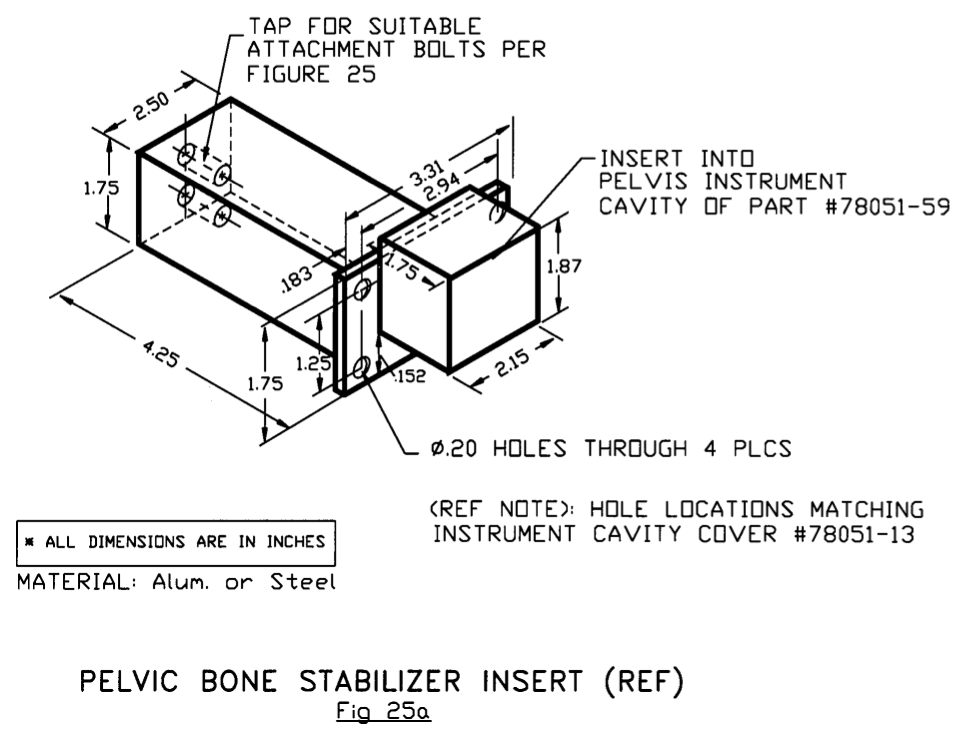 TAP FOR SUITABLE
ATTACHMENT BOLTS PER
FIGURE 25
2.50
1.75
3.31
2.94
INSERT INTO
PELVIS INSTRUMENT
CAVITY OF PART #78051-59
.183
1.75
1.87
4.25
1.75
1.25
.152
2.15
Ø.20 HOLES THROUGH 4 PLCS
(REF NOTE): HOLE LOCATIONS MATCHING
INSTRUMENT CAVITY COVER #78051-13
* ALL DIMENSIONS ARE IN INCHES
MATERIAL: Alum. or Steel
PELVIC BONE STABILIZER INSERT (REF)
Fig 25a